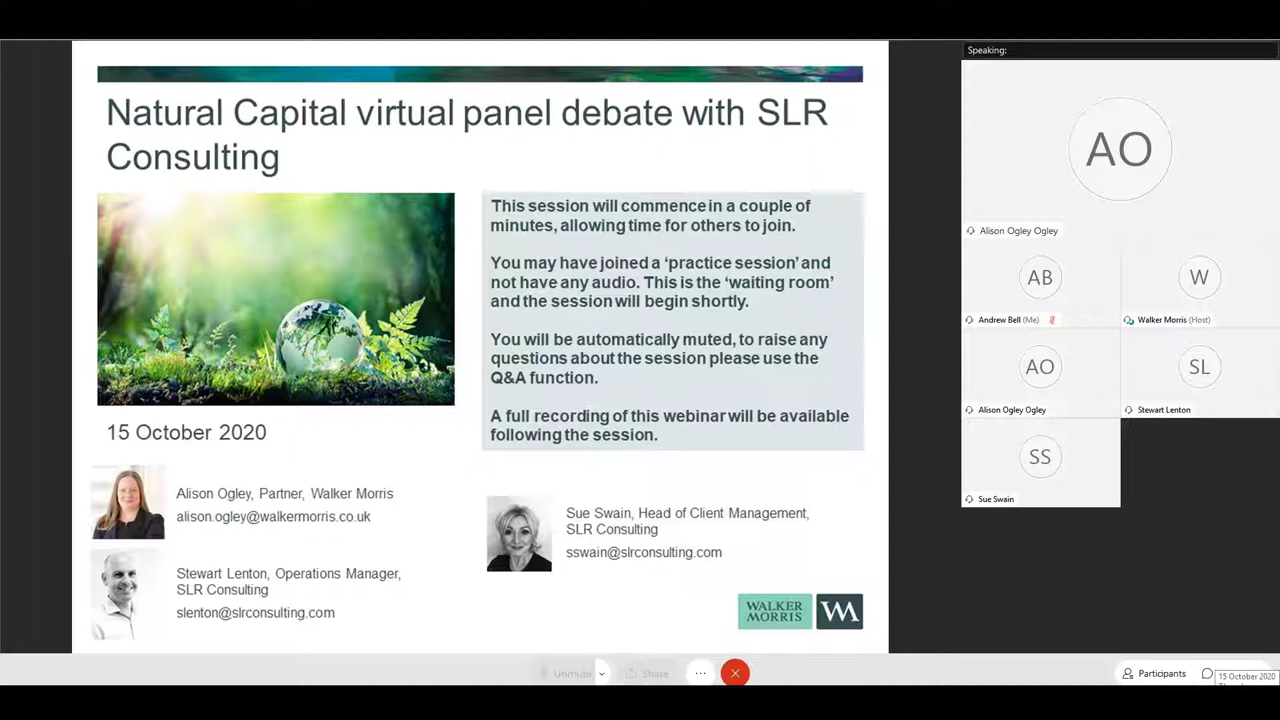 Natural Capital virtual panel debate with SLR
Consulting
This session will commence in a couple of
minutes, allowing time for others to join.
You may have joined a ‘practice session’ and
not have any audio. This is the ‘waiting room’
and the session will begin shortly.
You will be automatically muted, to raise any
questions about the session please use the
Q&A function.
A full recording of this webinar will be available
following the session.
15 October 2020
Alison Ogley, Partner, Walker Morris
alison.ogley@walkermorris.co.uk
Stewart Lenton, Operations Manager,
SLR Consulting
slenton@slrconsulting.com
Sue Swain, Head of Client Management,
SLR Consulting
sswain@slrconsulting.com
WALKER
MORRIS
WM
Speaking:
AO
Alison Ogley Ogley
AB
Andrew Bell (Me)
W
Walker Morris (Host)
AO
Alison Ogley Ogley
SL
Stewart Lenton
SS
Sue Swain
Unmute
Share
Participants
15 October 2020